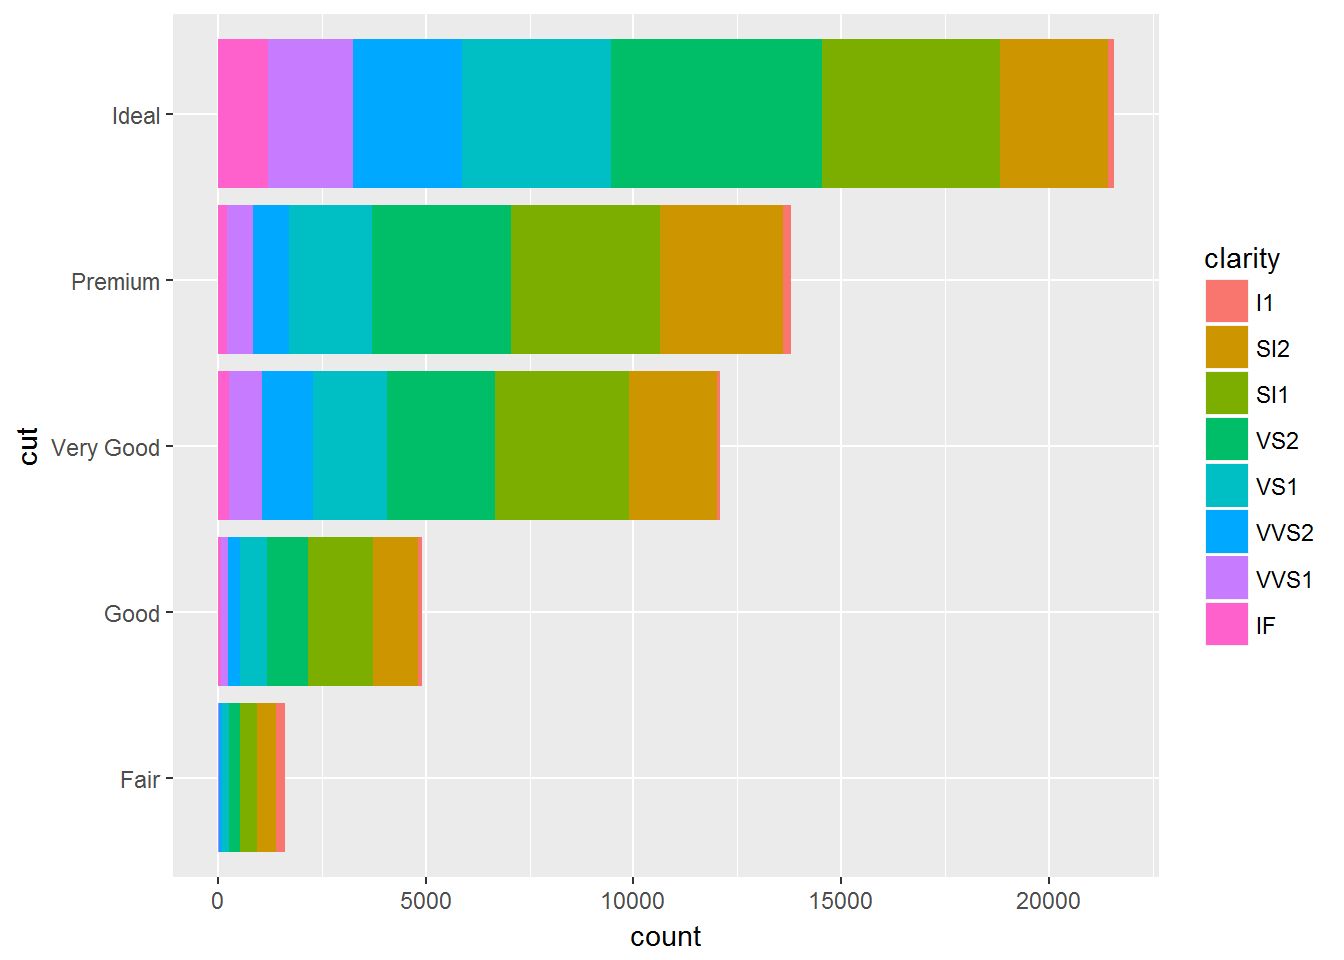 Ideal
Premium
Very Good
Good
Fair
cut
0 5000 10000 15000 20000
count
clarity
I1
SI2
SI1
VS2
VS1
VVS2
VVS1
IF